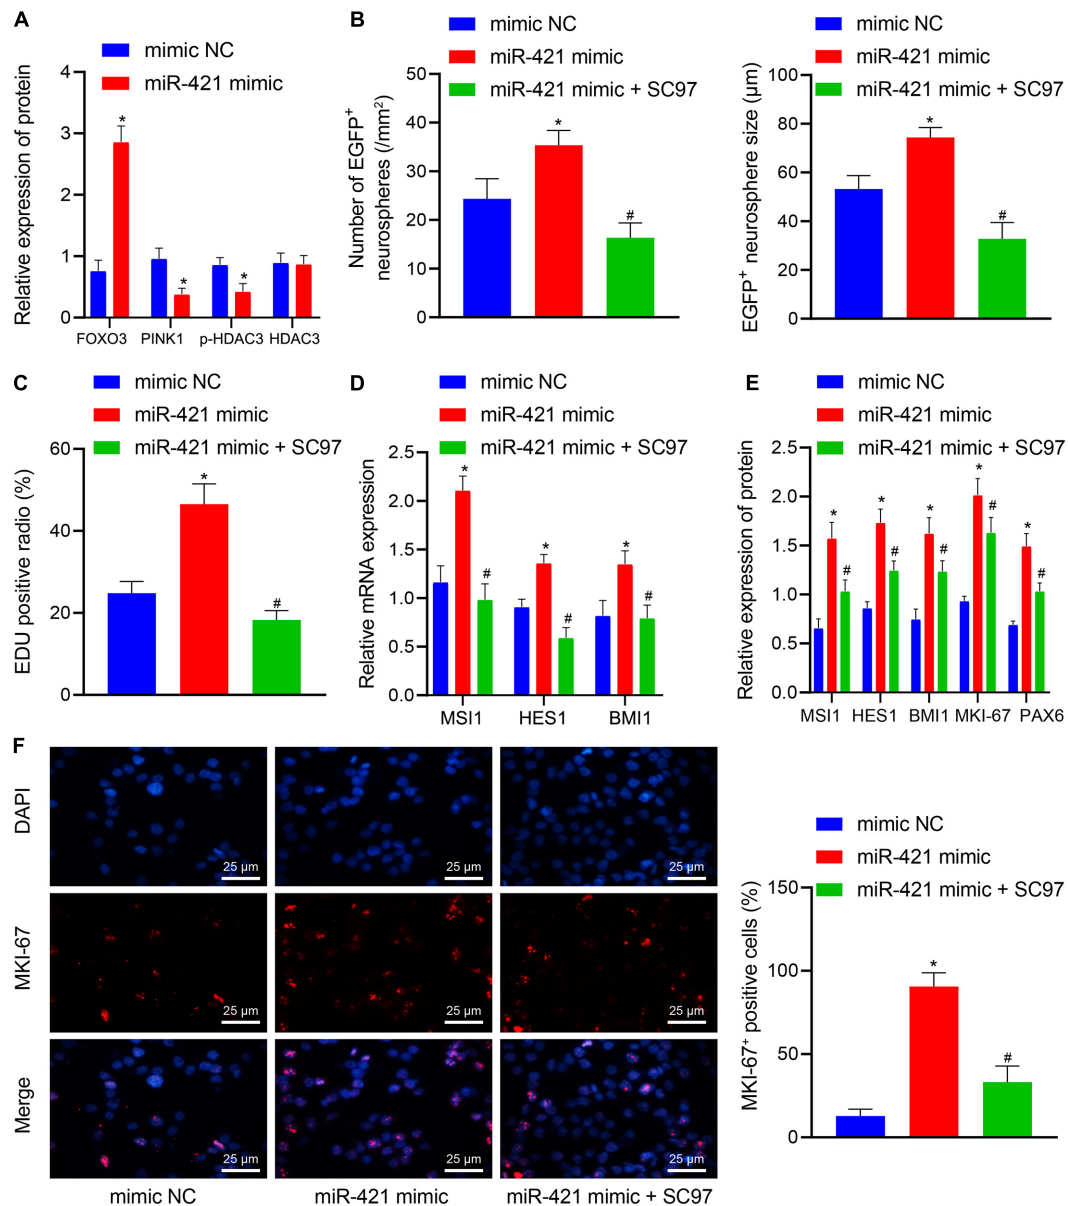 A
mimic NC
miR-421 mimic
Relative expression of protein
4
3
2
1
0
*
*
*
FOXO3 PINK1 p-HDAC3 HDAC3
B
mimic NC
miR-421 mimic
miR-421 mimic + SC97
Number of EGFP+
neurospheres (/mm2)
50
40
30
20
10
0
*
#
mimic NC
miR-421 mimic
miR-421 mimic + SC97
EGFP+ neurosphere size (μm)
100
80
60
40
20
0
*
#
C
mimic NC
miR-421 mimic
miR-421 mimic + SC97
EDU positive radio (%)
60
40
20
0
*
#
D
mimic NC
miR-421 mimic
miR-421 mimic + SC97
Relative mRNA expression
2.5
2.0
1.5
1.0
0.5
0.0
* # * # * #
MSI1 HES1 BMI1
E
mimic NC
miR-421 mimic
miR-421 mimic + SC97
Relative expression of protein
2.5
2.0
1.5
1.0
0.5
0.0
* # * # * # * # * #
MSI1 HES1 BMI1 MKI-67 PAX6
F
DAPI
25 μm 25 μm 25 μm
MKI-67
25 μm 25 μm 25 μm
Merge
25 μm 25 μm 25 μm
mimic NC miR-421 mimic miR-421 mimic + SC97
mimic NC
miR-421 mimic
miR-421 mimic + SC97
MKI-67+ positive cells (%)
150
100
50
0
*
#